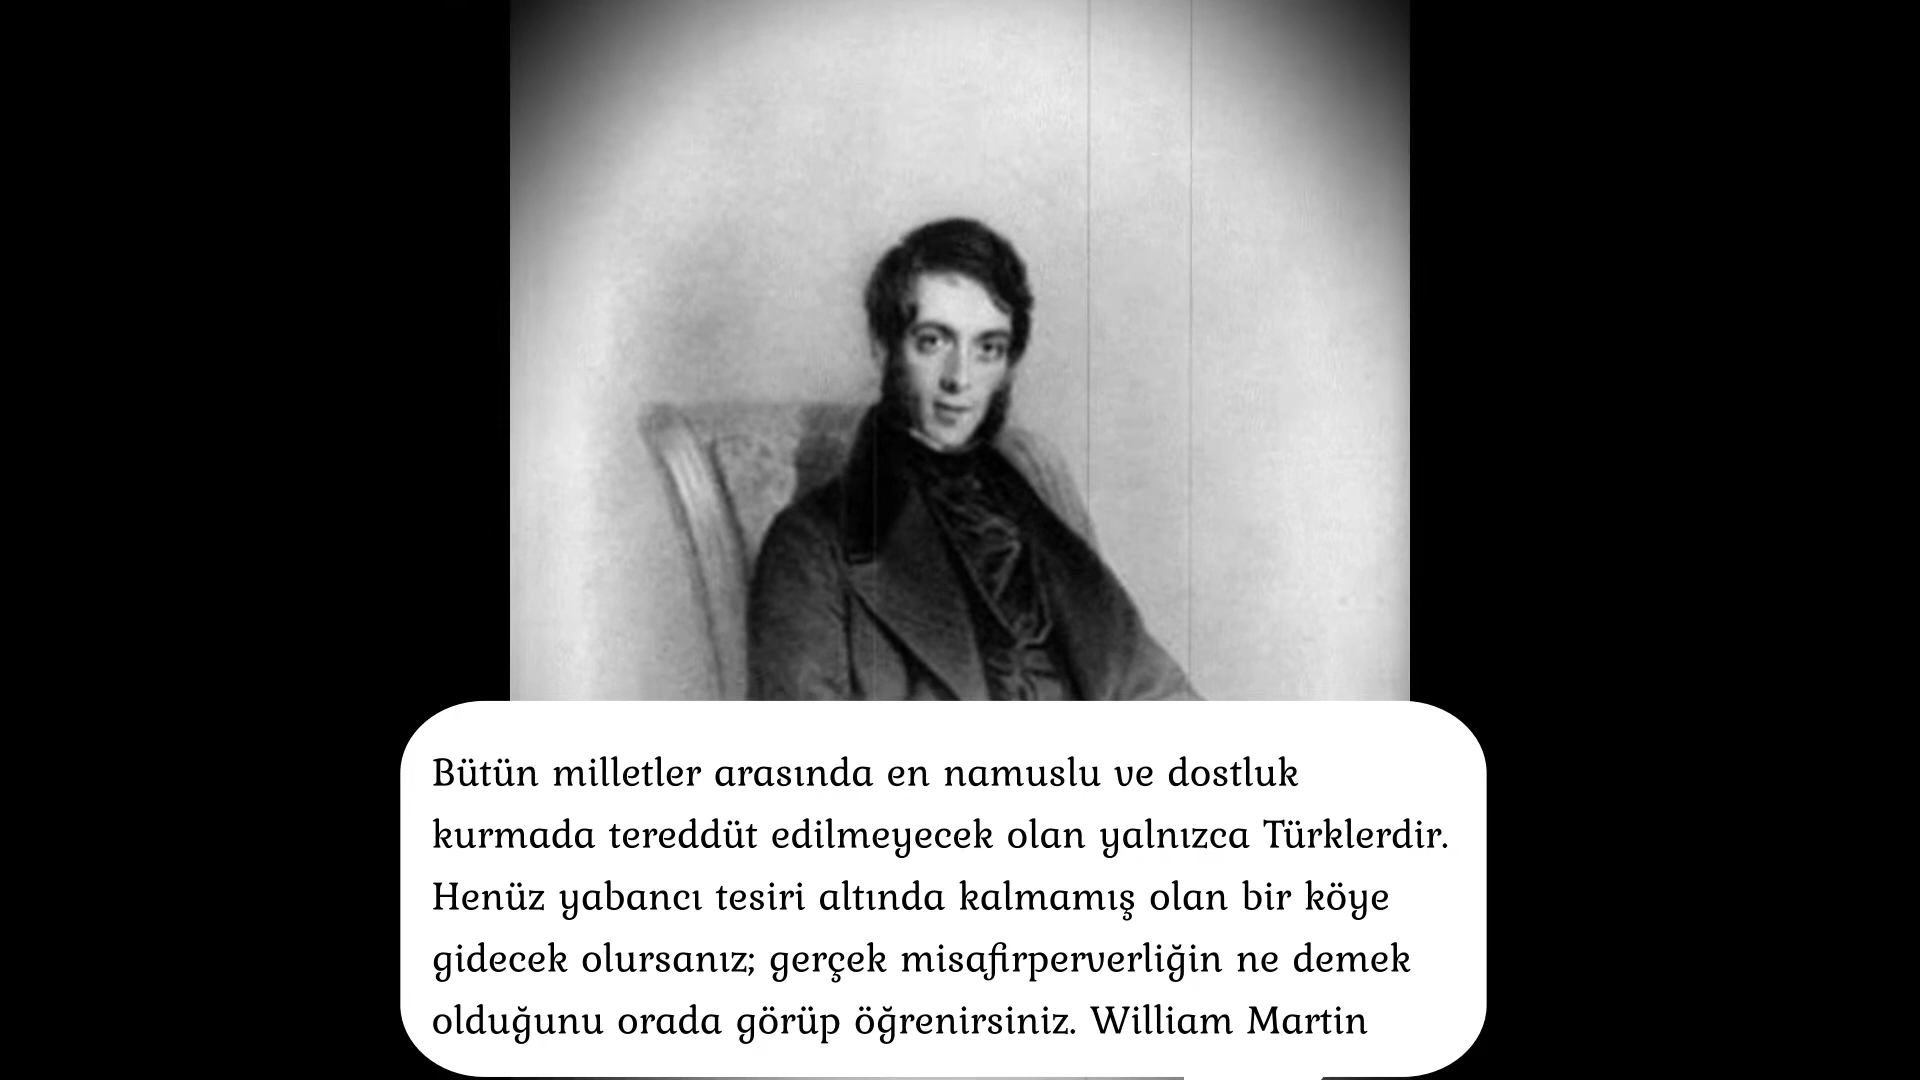 Bütün milletler arasında en namuslu ve dostluk
kurmada tereddüt edilmeyecek olan yalnızca Türklerdir.
Henüz yabancı tesiri altında kalmamış olan bir köye
gidecek olursanız; gerçek misafirperverliğin ne demek
olduğunu orada görüp öğrenirsiniz. William Martin